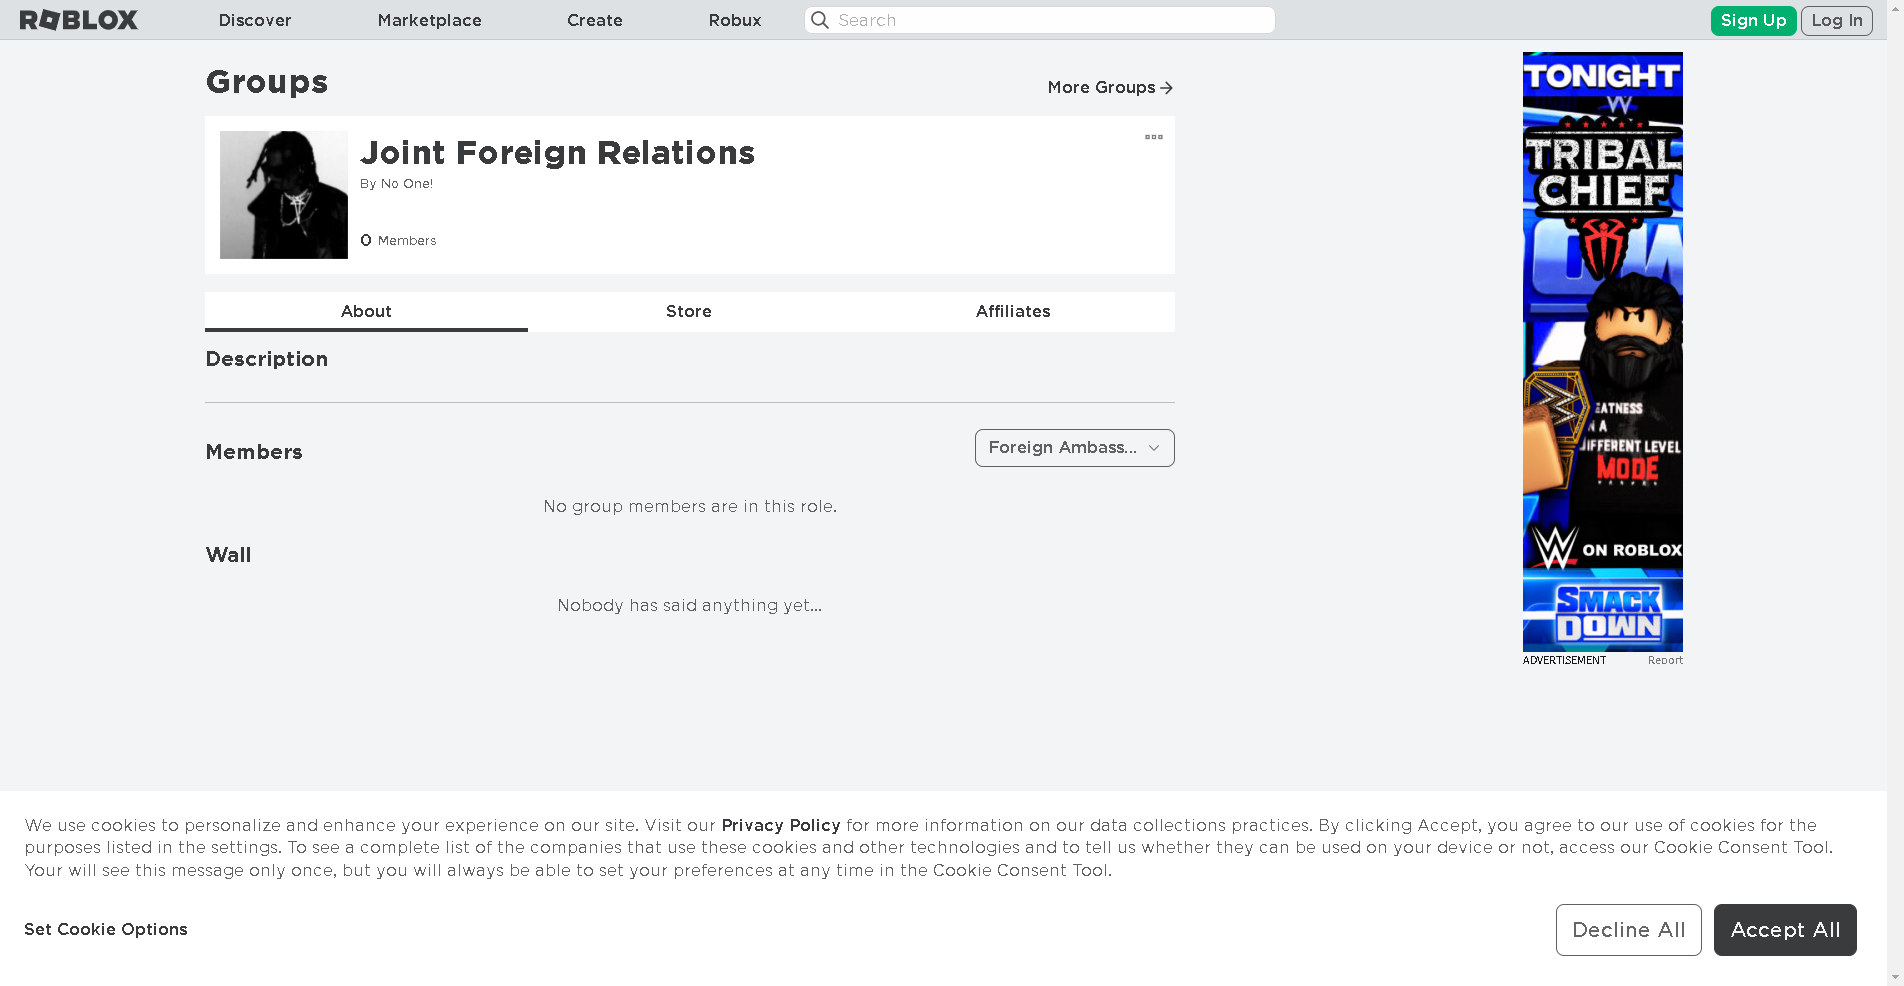 ROBLOX Discover Marketplace Create Robux Search Sign Up Log In
Groups
More Groups
Joint Foreign Relations
By No One!
0 Members
About Store Affiliates
Description
Members
Foreign Ambass...
No group members are in this role.
Wall
Nobody has said anything yet...
TONIGHT
W
TRIBAL
CHIEF
EATNESS
N A
IFFERENT LEVEL
MODE
W ON ROBLOX
SMACK
DOWN
ADVERTISEMENT Report
We use cookies to personalize and enhance your experience on our site. Visit our Privacy Policy for more information on our data collections practices. By clicking Accept, you agree to our use of cookies for the
purposes listed in the settings. To see a complete list of the companies that use these cookies and other technologies and to tell us whether they can be used on your device or not, access our Cookie Consent Tool.
Your will see this message only once, but you will always be able to set your preferences at any time in the Cookie Consent Tool.
Set Cookie Options
Decline All Accept All